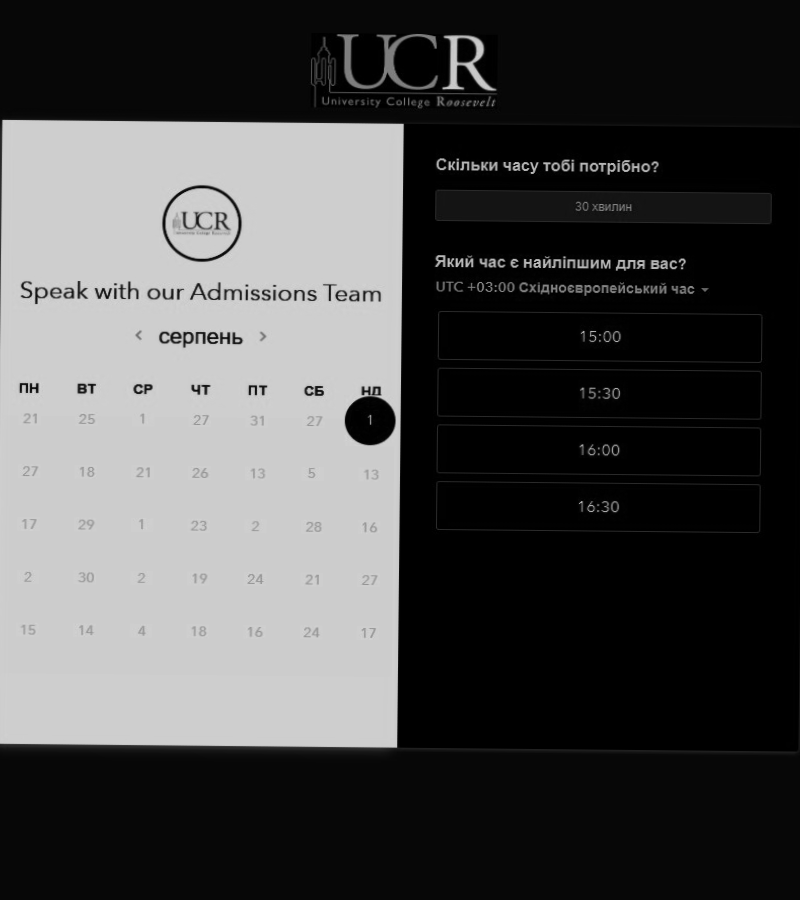 UCR
University College Roosevelt
UCR
Speak with our Admissions Team
серпень
ПН ВТ СР ЧТ ПТ СБ НД
21 25 1 27 31 27 1
27 18 21 26 13 5 13
17 29 1 23 2 28 16
2 30 2 19 24 21 27
15 14 4 18 16 24 17
Скільки часу тобі потрібно?
30 хвилин
Який час є найліпшим для вас?
UTC +03:00 Східноєвропейський час
15:00
15:30
16:00
16:30